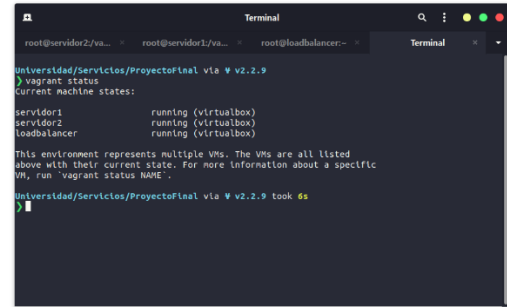 Terminal
root@servidor2:/va... × root@servidor1:/va... × root@loadbalancer:~ × Terminal ×
Universidad/Servicios/ProyectoFinal via v2.2.9
❯ vagrant status
Current machine states:
servidor1 running (virtualbox)
servidor2 running (virtualbox)
loadbalancer running (virtualbox)
This environment represents multiple VMs. The VMs are all listed
above with their current state. For more information about a specific
VM, run `vagrant status NAME`.
Universidad/Servicios/ProyectoFinal via v2.2.9 took 6s
❯